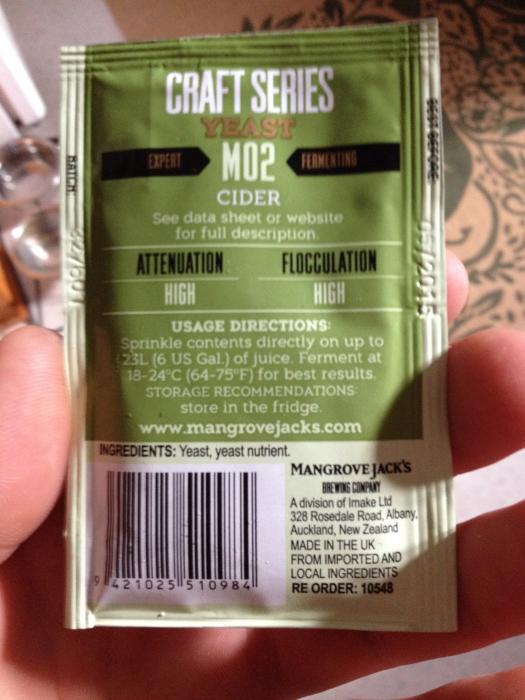 CRAFT SERIES
YEAST
EXPERT M02 FERMENTING
CIDER
See data sheet or website
for full description.
ATTENUATION FLOCCULATION
HIGH HIGH
USAGE DIRECTIONS:
Sprinkle contents directly on up to
23L (6 US Gal.) of juice. Ferment at
18-24°C (64-75°F) for best results.
STORAGE RECOMMENDATIONS:
store in the fridge.
www.mangrovejacks.com
INGREDIENTS: Yeast, yeast nutrient.
9 421025 510984
MANGROVE JACK'S
BREWING COMPANY
A division of Imake Ltd
328 Rosedale Road, Albany,
Auckland, New Zealand
MADE IN THE UK
FROM IMPORTED AND
LOCAL INGREDIENTS
RE ORDER: 10548
BATCH:
05/2015